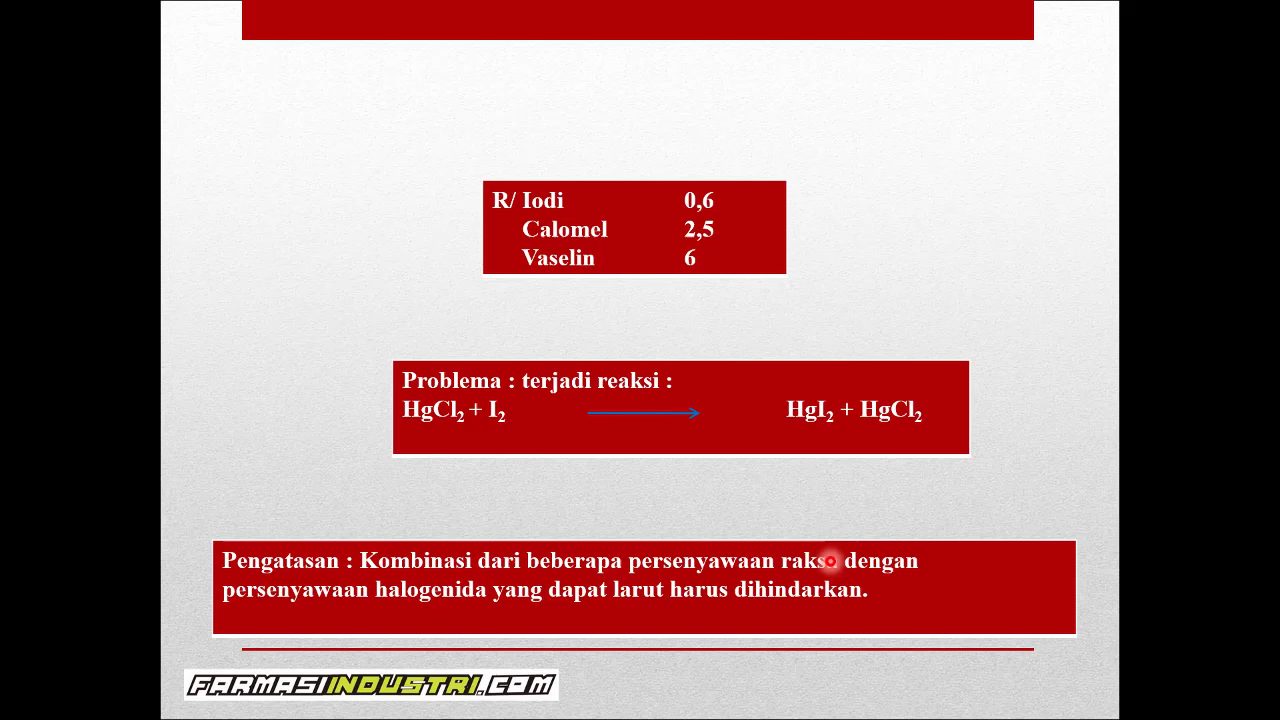 R/ Iodi 0,6
Calomel 2,5
Vaselin 6
Problema : terjadi reaksi :
HgCl₂ + I₂ → HgI₂ + HgCl₂
Pengatasan : Kombinasi dari beberapa persenyawaan raksa dengan
persenyawaan halogenida yang dapat larut harus dihindarkan.
FARMASIINDUSTRI.COM